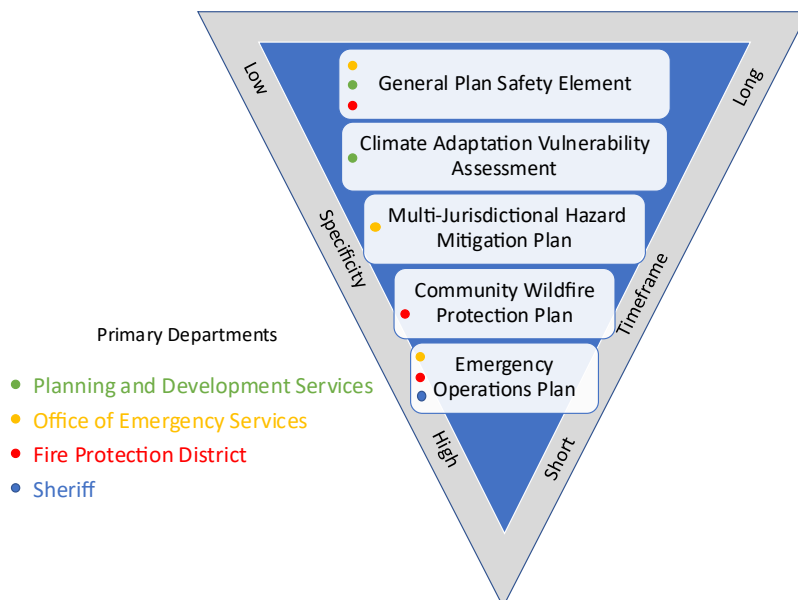 Low
Long
General Plan Safety Element
Climate Adaptation Vulnerability
Assessment
Specificity
Multi-Jurisdictional Hazard
Mitigation Plan
Timeframe
Community Wildfire
Protection Plan
Emergency
Operations Plan
High
Short
Primary Departments
Planning and Development Services
Office of Emergency Services
Fire Protection District
Sheriff